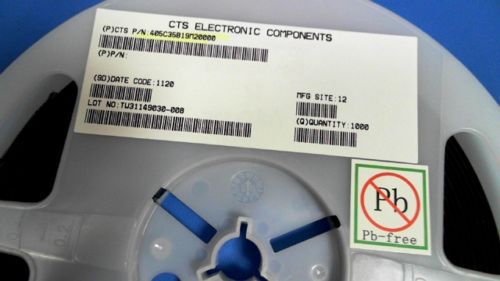 CTS ELECTRONIC COMPONENTS
(P)CTS P/N:405C35B19M20000
(P)P/N:
(9D)DATE CODE:1120
MFG SITE:12
LOT NO:TW31149030-008
(Q)QUANTITY:1000
Pb
Pb-free